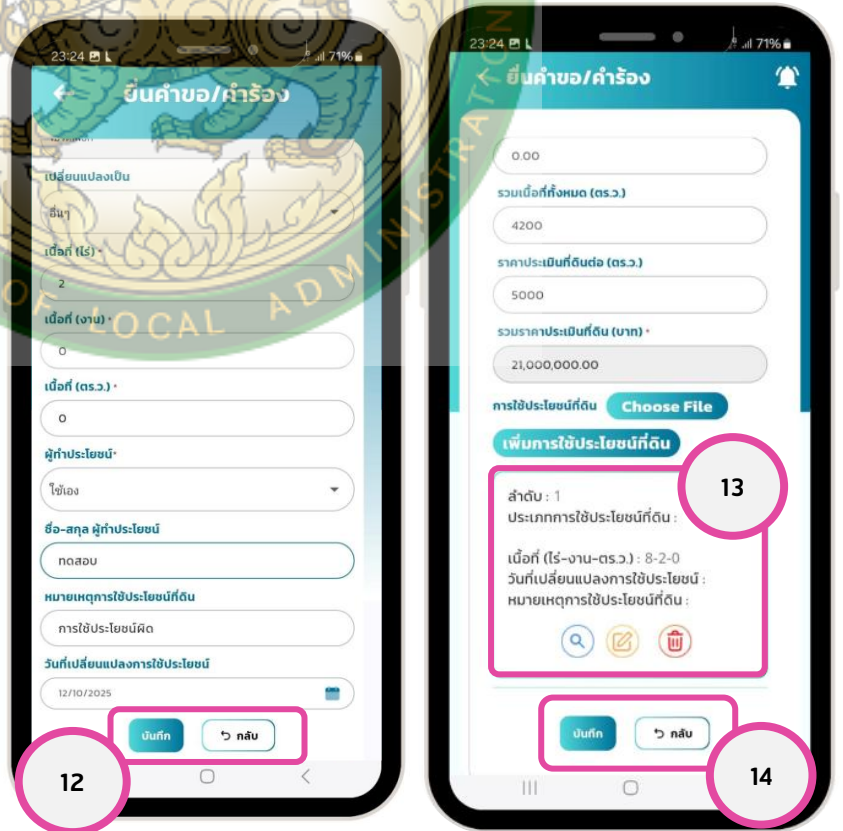 23:24
71%
ยื่นคำขอ/คำร้อง
เปลี่ยนแปลงเป็น
อื่นๆ
เนื้อที่ (ไร่) *
2
เนื้อที่ (งาน) *
0
เนื้อที่ (ตร.ว.) *
0
ผู้ทำประโยชน์*
ใช้เอง
ชื่อ-สกุล ผู้ทำประโยชน์
ทดสอบ
หมายเหตุการใช้ประโยชน์ที่ดิน
การใช้ประโยชน์ผิด
วันที่เปลี่ยนแปลงการใช้ประโยชน์
12/10/2025
บันทึก กลับ
12
OF LOCAL ADMINISTRATION
23:24
71%
ยื่นคำขอ/คำร้อง
0.00
รวมเนื้อที่ทั้งหมด (ตร.ว.)
4200
ราคาประเมินที่ดินต่อ (ตร.ว.)
5000
รวมราคาประเมินที่ดิน (บาท) *
21,000,000.00
การใช้ประโยชน์ที่ดิน Choose File
เพิ่มการใช้ประโยชน์ที่ดิน
13
ลำดับ : 1
ประเภทการใช้ประโยชน์ที่ดิน :
เนื้อที่ (ไร่-งาน-ตร.ว.) : 8-2-0
วันที่เปลี่ยนแปลงการใช้ประโยชน์ :
หมายเหตุการใช้ประโยชน์ที่ดิน :
บันทึก กลับ
14